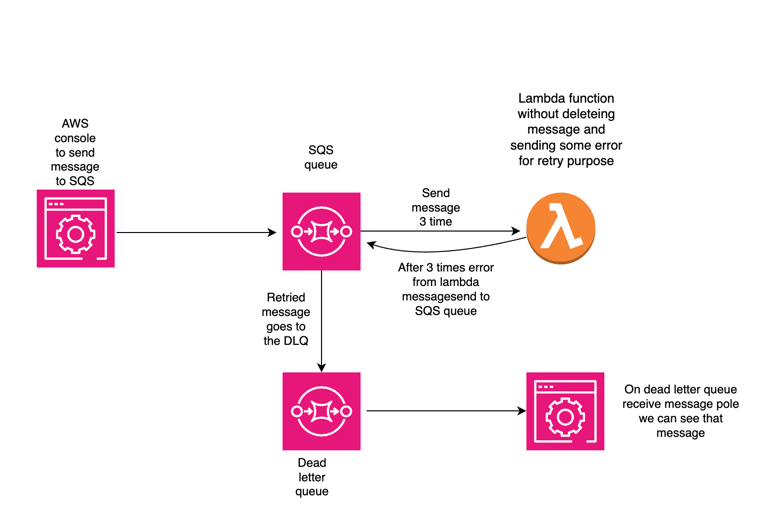 AWS
console
to send
message
to SQS
SQS
queue
Lambda function
without deleteing
message and
sending some error
for retry purpose
Send
message
3 time
After 3 times error
from lambda
messagesend to
SQS queue
Retried
message
goes to
the DLQ
Dead
letter
queue
On dead letter queue
receive message pole
we can see that
message